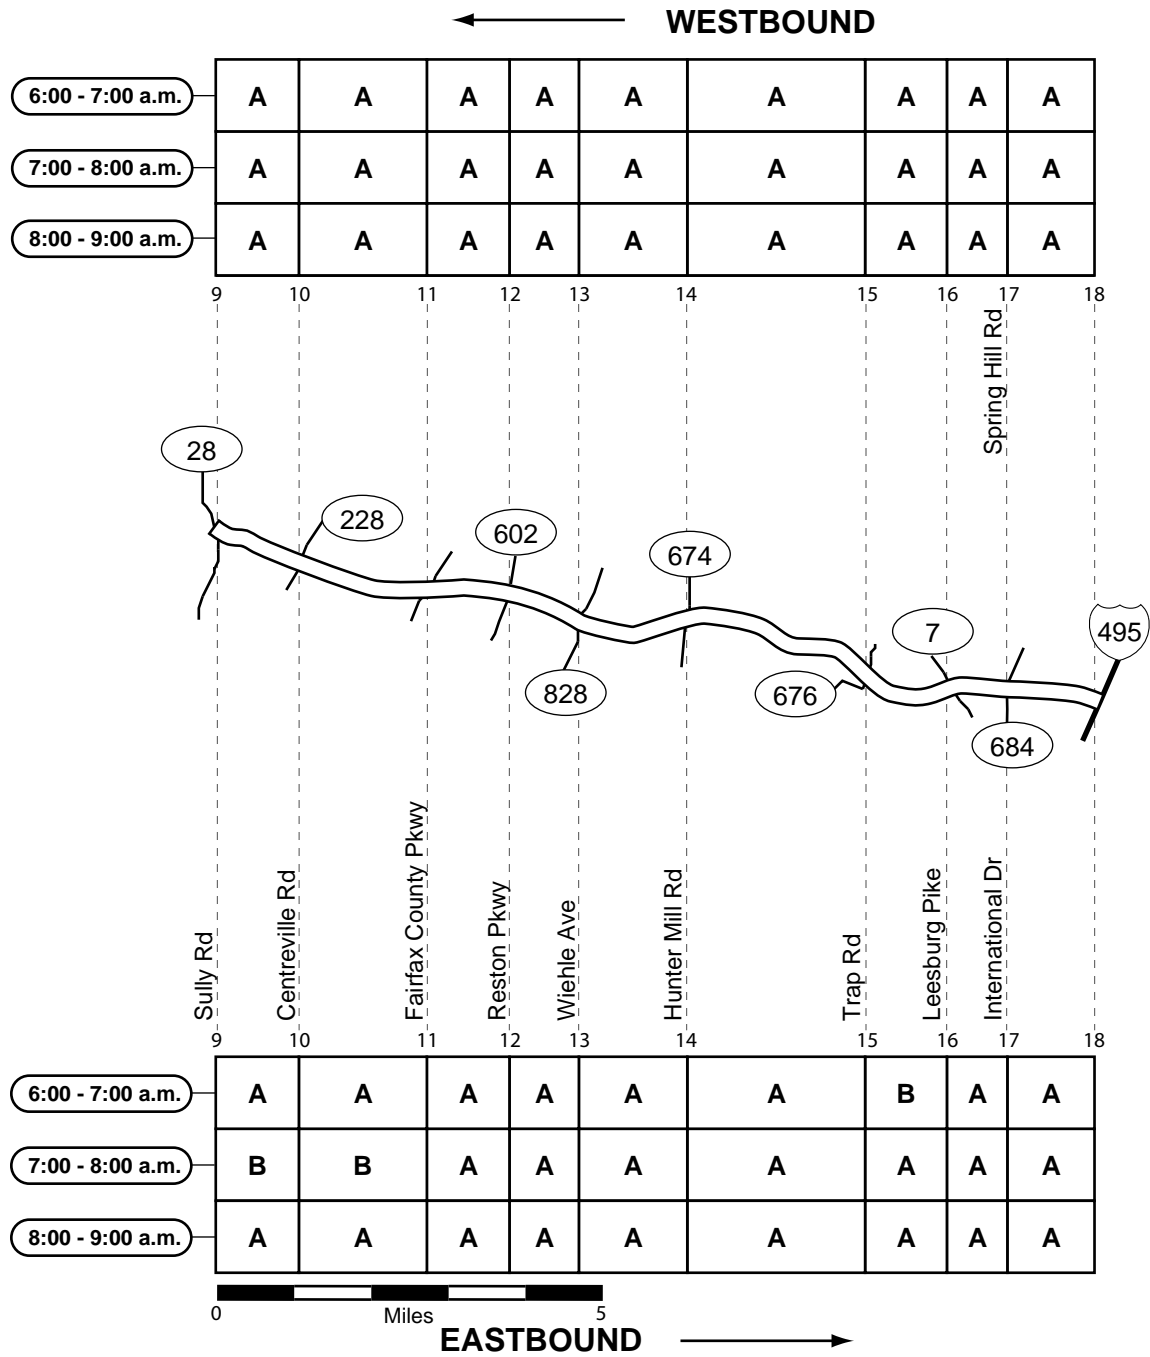 WESTBOUND
6:00 - 7:00 a.m. A A A A A A A A A
7:00 - 8:00 a.m. A A A A A A A A A
8:00 - 9:00 a.m. A A A A A A A A A
9 10 11 12 13 14 15 16 17 18
Spring Hill Rd
28
228
602
674
495
7
828
676
684
Sully Rd
Centreville Rd
Fairfax County Pkwy
Reston Pkwy
Wiehle Ave
Hunter Mill Rd
Trap Rd
Leesburg Pike
International Dr
9 10 11 12 13 14 15 16 17 18
6:00 - 7:00 a.m. A A A A A A B A A
7:00 - 8:00 a.m. B B A A A A A A A
8:00 - 9:00 a.m. A A A A A A A A A
0 Miles 5
EASTBOUND